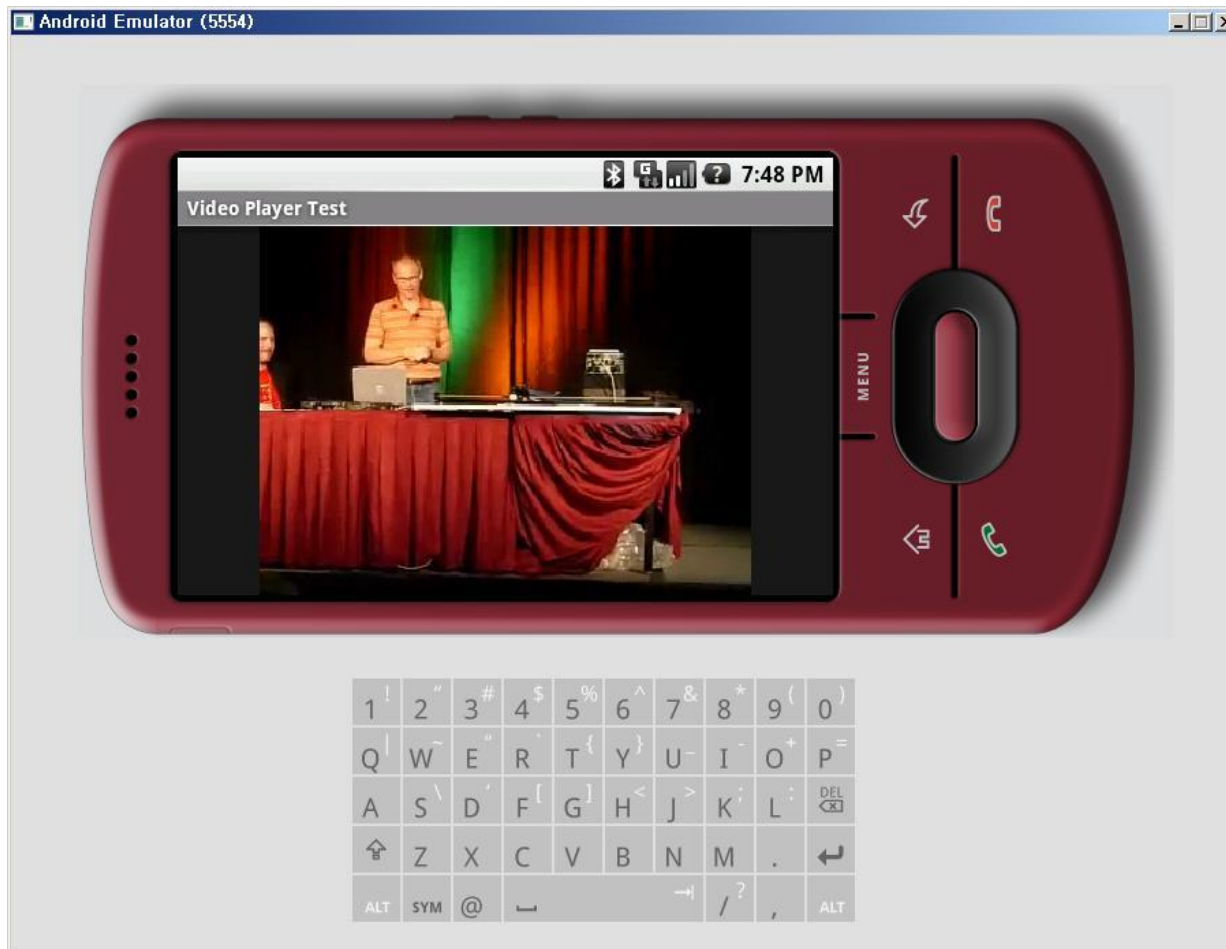 Android Emulator (5554)
G ? 7:48 PM
Video Player Test
MENU
1 ! 2 " 3 # 4 $ 5 % 6 ^ 7 & 8 * 9 ( 0 )
Q | W ~ E “ R ` T { Y } U _ I - O + P =
A S \ D ‘ F [ G ] H < J > K ; L : DEL
Z X C V B N M .
ALT SYM @ / ? , ALT